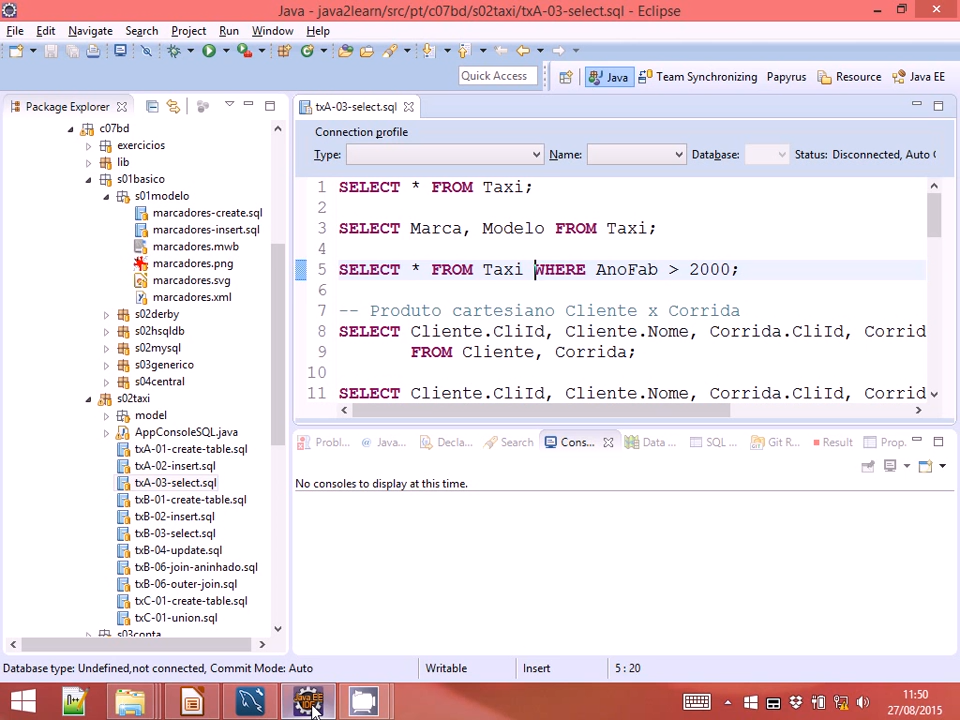 Java - java2learn/src/pt/c07bd/s02taxi/txA-03-select.sql - Eclipse
File Edit Navigate Search Project Run Window Help
Quick Access
Java
Team Synchronizing
Papyrus
Resource
Java EE
Package Explorer
c07bd
exercicios
lib
s01basico
s01modelo
marcadores-create.sql
marcadores-insert.sql
marcadores.mwb
marcadores.png
marcadores.svg
marcadores.xml
s02derby
s02hsqldb
s02mysql
s03generico
s04central
s02taxi
model
AppConsoleSQL.java
txA-01-create-table.sql
txA-02-insert.sql
txA-03-select.sql
txB-01-create-table.sql
txB-02-insert.sql
txB-03-select.sql
txB-04-update.sql
txB-06-join-aninhado.sql
txB-06-outer-join.sql
txC-01-create-table.sql
txC-01-union.sql
s03conta
txA-03-select.sql
Connection profile
Type: Name: Database: Status: Disconnected, Auto C
1 SELECT * FROM Taxi;
2
3 SELECT Marca, Modelo FROM Taxi;
4
5 SELECT * FROM Taxi WHERE AnoFab > 2000;
6
7 -- Produto cartesiano Cliente x Corrida
8 SELECT Cliente.CliId, Cliente.Nome, Corrida.CliId, Corrid
9 FROM Cliente, Corrida;
10
11 SELECT Cliente.CliId, Cliente.Nome, Corrida.CliId, Corrid
Probl... Java... Decla... Search Cons... Data ... SQL ... Git R... Result Prop.
No consoles to display at this time.
Database type: Undefined,not connected, Commit Mode: Auto
Writable
Insert
5 : 20
Java EE
IDE
11:50
27/08/2015